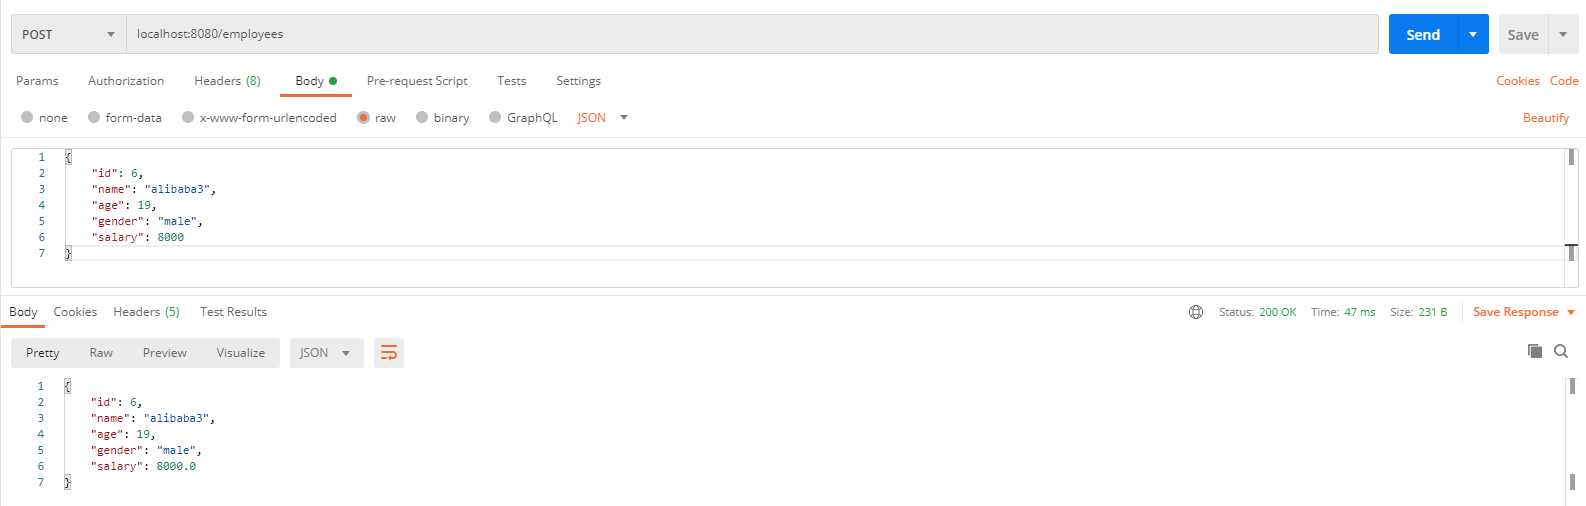 POST localhost:8080/employees Send Save
Params Authorization Headers (8) Body Pre-request Script Tests Settings Cookies Code
none form-data x-www-form-urlencoded raw binary GraphQL JSON Beautify
1 {
2 "id": 6,
3 "name": "alibaba3",
4 "age": 19,
5 "gender": "male",
6 "salary": 8000
7 }
Body Cookies Headers (5) Test Results Status: 200 OK Time: 47 ms Size: 231 B Save Response
Pretty Raw Preview Visualize JSON
1 {
2 "id": 6,
3 "name": "alibaba3",
4 "age": 19,
5 "gender": "male",
6 "salary": 8000.0
7 }